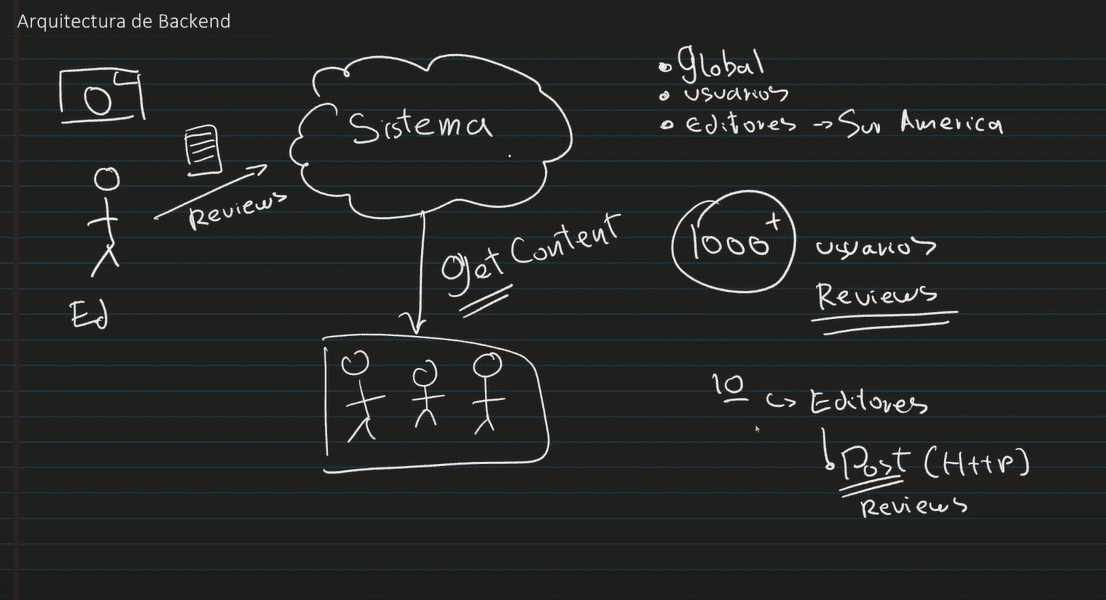 Arquitectura de Backend
Sistema
Reviews
Ed
Get Content
• Global
• usuarios
• Editores → Sur America
1000+ usuarios
Reviews
10 ↪ Editores
Post (Http)
Reviews